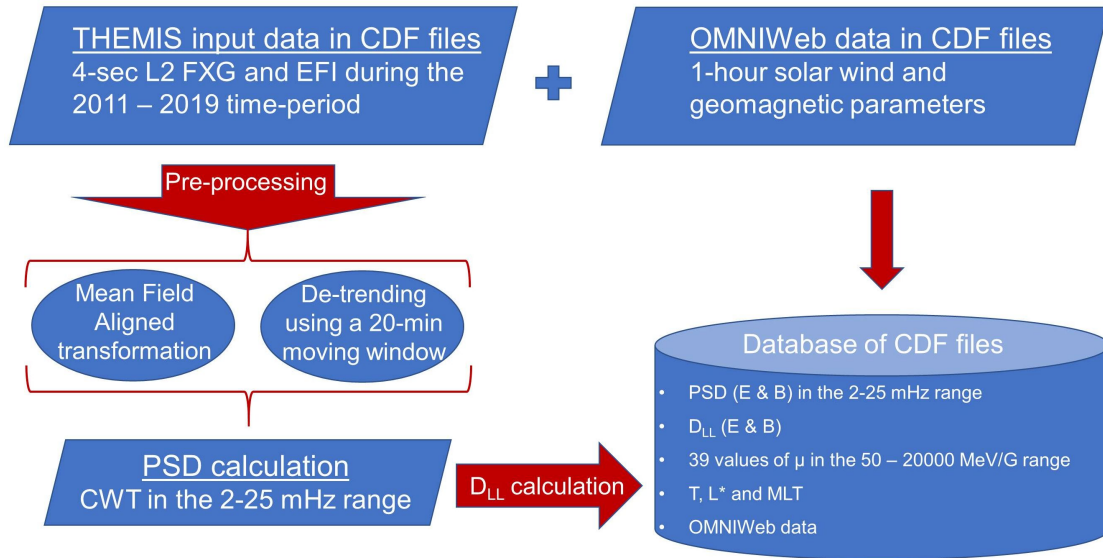 THEMIS input data in CDF files
4-sec L2 FXG and EFI during the
2011 – 2019 time-period
OMNIWeb data in CDF files
1-hour solar wind and
geomagnetic parameters
Pre-processing
Mean Field
Aligned
transformation
De-trending
using a 20-min
moving window
PSD calculation
CWT in the 2-25 mHz range
D_LL calculation
Database of CDF files
• PSD (E & B) in the 2-25 mHz range
• D_LL (E & B)
• 39 values of μ in the 50 – 20000 MeV/G range
• T, L* and MLT
• OMNIWeb data